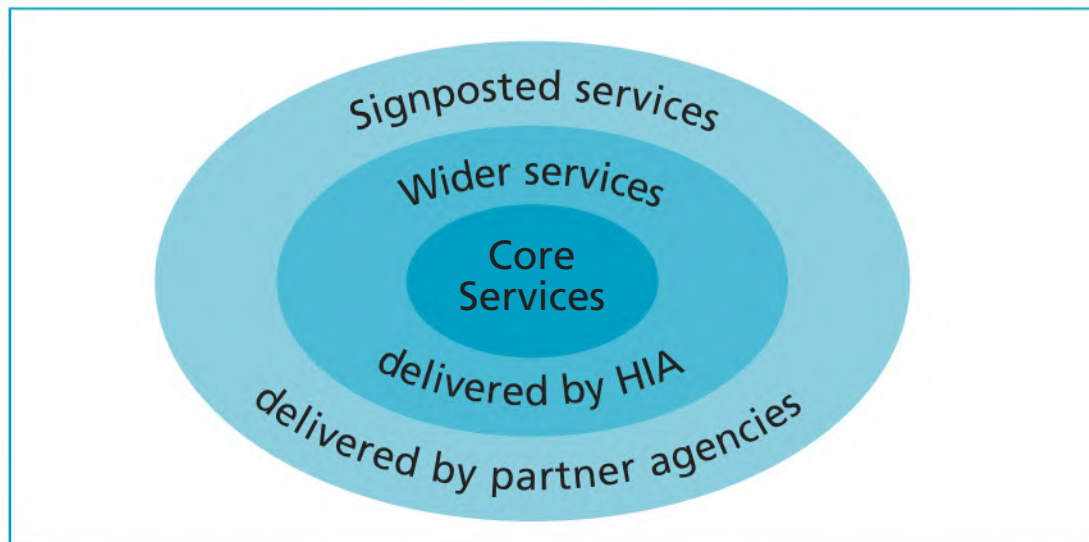 Signposted services
Wider services
Core
Services
delivered by HIA
delivered by partner agencies